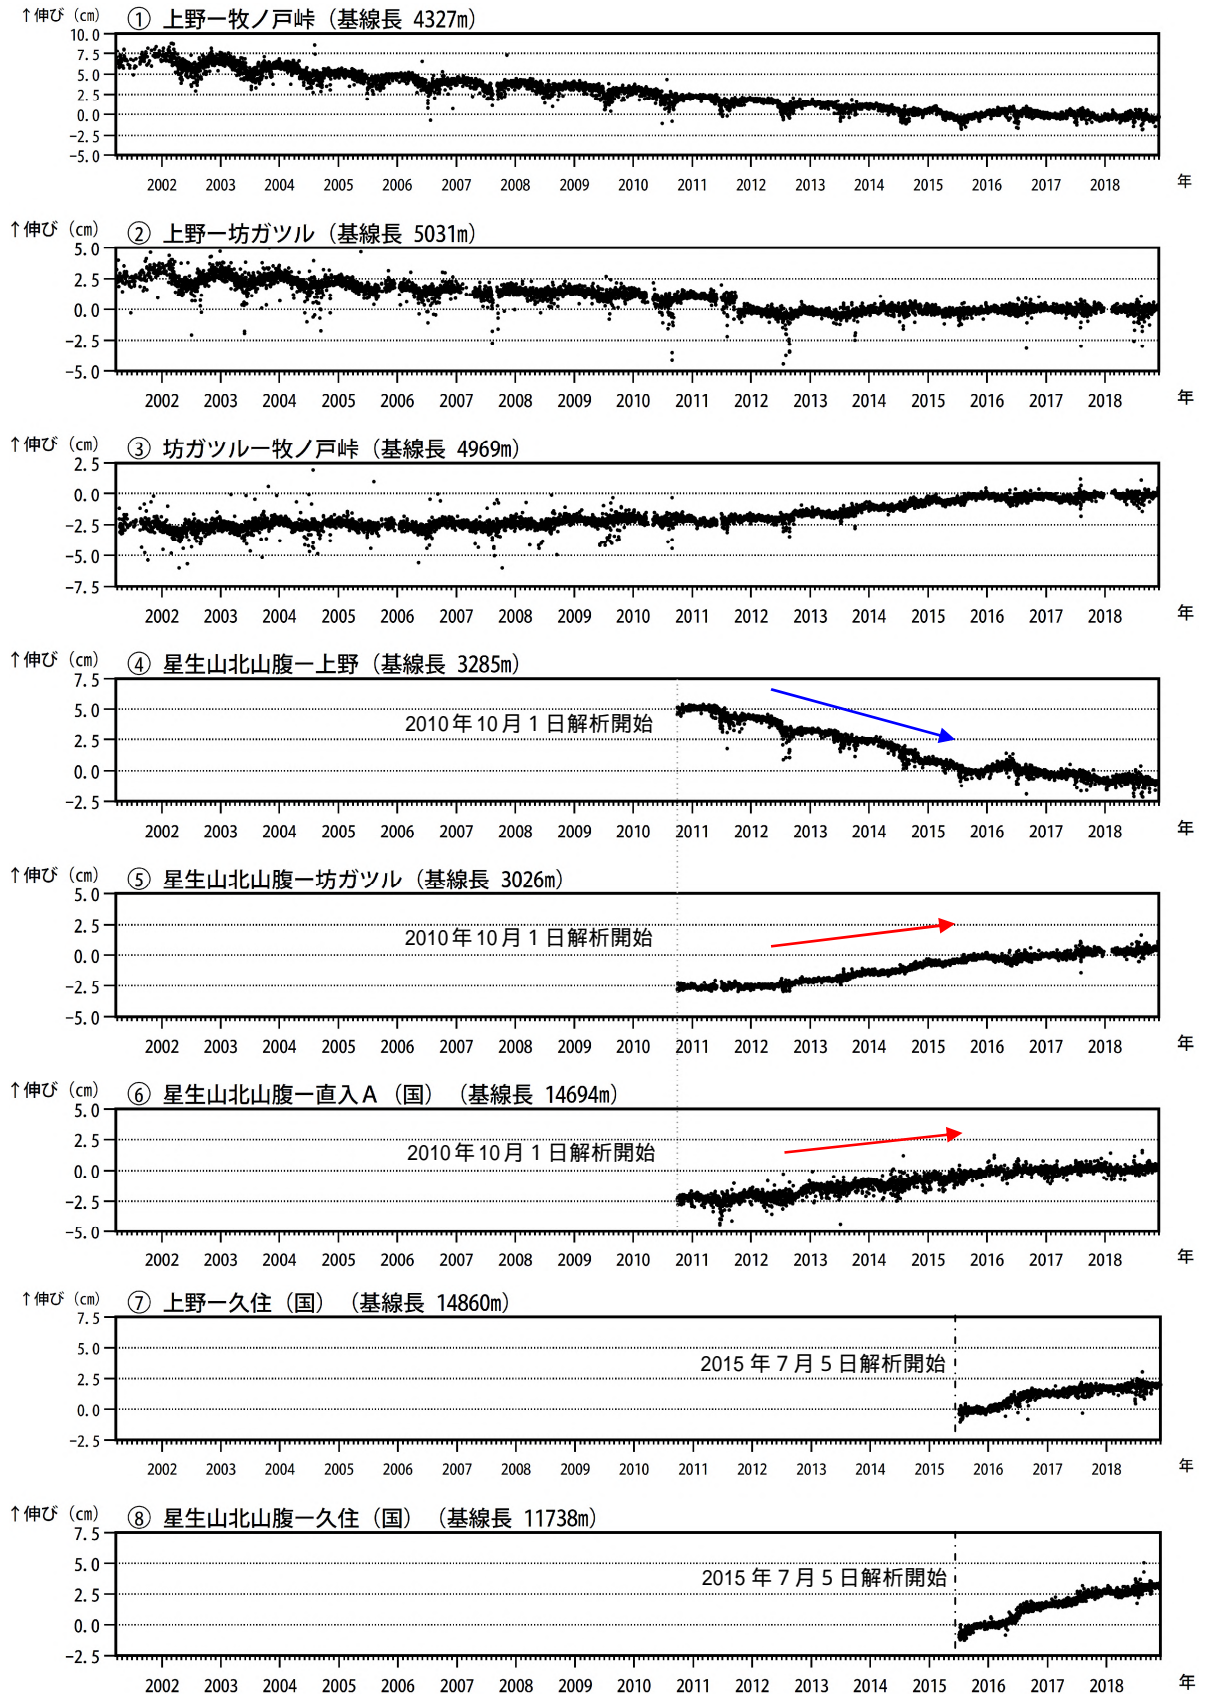 ↑伸び（cm） ① 上野ー牧ノ戸峠（基線長 4327m）
10.0
7.5
5.0
2.5
0.0
−2.5
−5.0
2002 2003 2004 2005 2006 2007 2008 2009 2010 2011 2012 2013 2014 2015 2016 2017 2018 年
↑伸び（cm） ② 上野ー坊ガツル（基線長 5031m）
5.0
2.5
0.0
−2.5
−5.0
2002 2003 2004 2005 2006 2007 2008 2009 2010 2011 2012 2013 2014 2015 2016 2017 2018 年
↑伸び（cm） ③ 坊ガツルー牧ノ戸峠（基線長 4969m）
2.5
0.0
−2.5
−5.0
−7.5
2002 2003 2004 2005 2006 2007 2008 2009 2010 2011 2012 2013 2014 2015 2016 2017 2018 年
↑伸び（cm） ④ 星生山北山腹ー上野（基線長 3285m）
7.5
5.0
2010年10月1日解析開始
2.5
0.0
−2.5
2002 2003 2004 2005 2006 2007 2008 2009 2010 2011 2012 2013 2014 2015 2016 2017 2018 年
↑伸び（cm） ⑤ 星生山北山腹ー坊ガツル（基線長 3026m）
5.0
2.5
2010年10月1日解析開始
0.0
−2.5
−5.0
2002 2003 2004 2005 2006 2007 2008 2009 2010 2011 2012 2013 2014 2015 2016 2017 2018 年
↑伸び（cm） ⑥ 星生山北山腹ー直入A（国）（基線長 14694m）
5.0
2.5
2010年10月1日解析開始
0.0
−2.5
−5.0
2002 2003 2004 2005 2006 2007 2008 2009 2010 2011 2012 2013 2014 2015 2016 2017 2018 年
↑伸び（cm） ⑦ 上野ー久住（国）（基線長 14860m）
7.5
5.0
2015年7月5日解析開始
2.5
0.0
−2.5
2002 2003 2004 2005 2006 2007 2008 2009 2010 2011 2012 2013 2014 2015 2016 2017 2018 年
↑伸び（cm） ⑧ 星生山北山腹ー久住（国）（基線長 11738m）
7.5
5.0
2015年7月5日解析開始
2.5
0.0
−2.5
2002 2003 2004 2005 2006 2007 2008 2009 2010 2011 2012 2013 2014 2015 2016 2017 2018 年